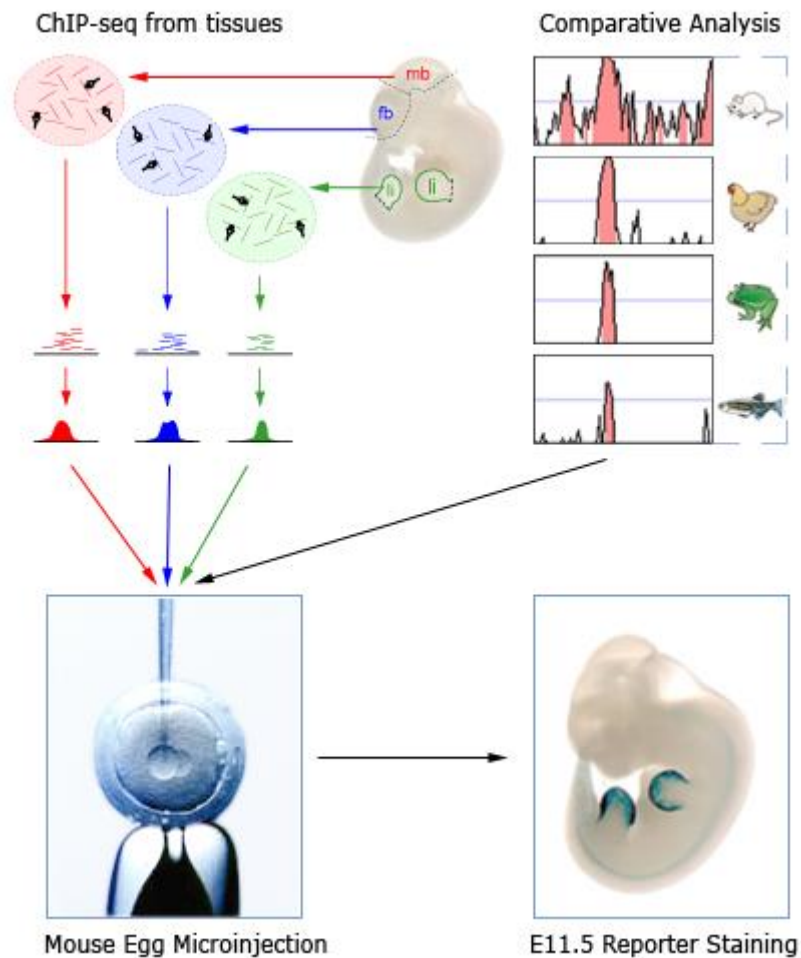 ChIP-seq from tissues
Comparative Analysis
mb
fb
li
li
Mouse Egg Microinjection
E11.5 Reporter Staining